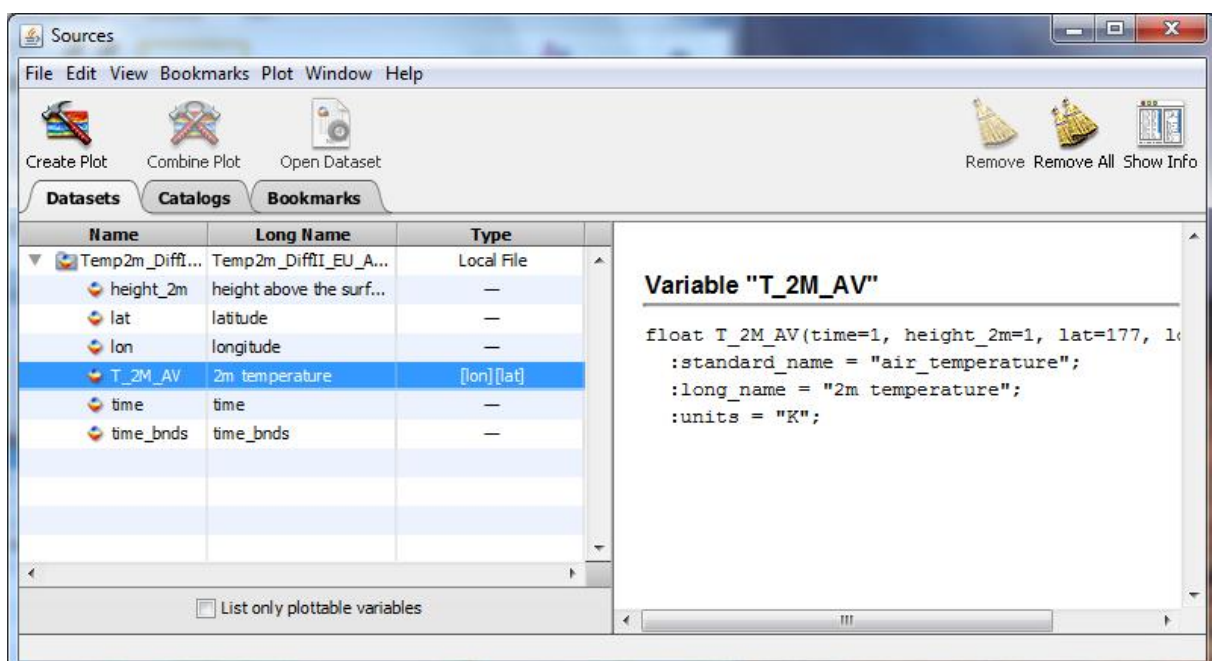 Sources
File Edit View Bookmarks Plot Window Help
Create Plot Combine Plot Open Dataset Remove Remove All Show Info
Datasets Catalogs Bookmarks
Name Long Name Type
Temp2m_DiffI... Temp2m_DiffII_EU_A... Local File
height_2m height above the surf... —
lat latitude —
lon longitude —
T_2M_AV 2m temperature [lon][lat]
time time —
time_bnds time_bnds —
List only plottable variables
Variable "T_2M_AV"
float T_2M_AV(time=1, height_2m=1, lat=177, lo
:standard_name = "air_temperature";
:long_name = "2m temperature";
:units = "K";